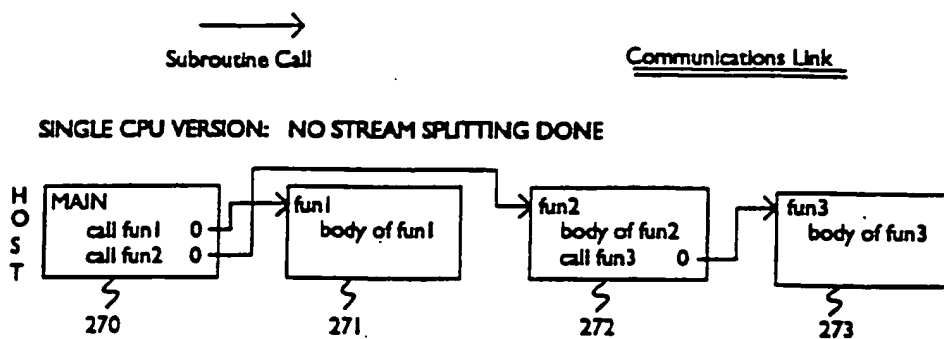 Subroutine Call
Communications Link
SINGLE CPU VERSION: NO STREAM SPLITTING DONE
HOST
MAIN
call fun1 0
call fun2 0
fun1
body of fun1
fun2
body of fun2
call fun3 0
fun3
body of fun3
270
271
272
273